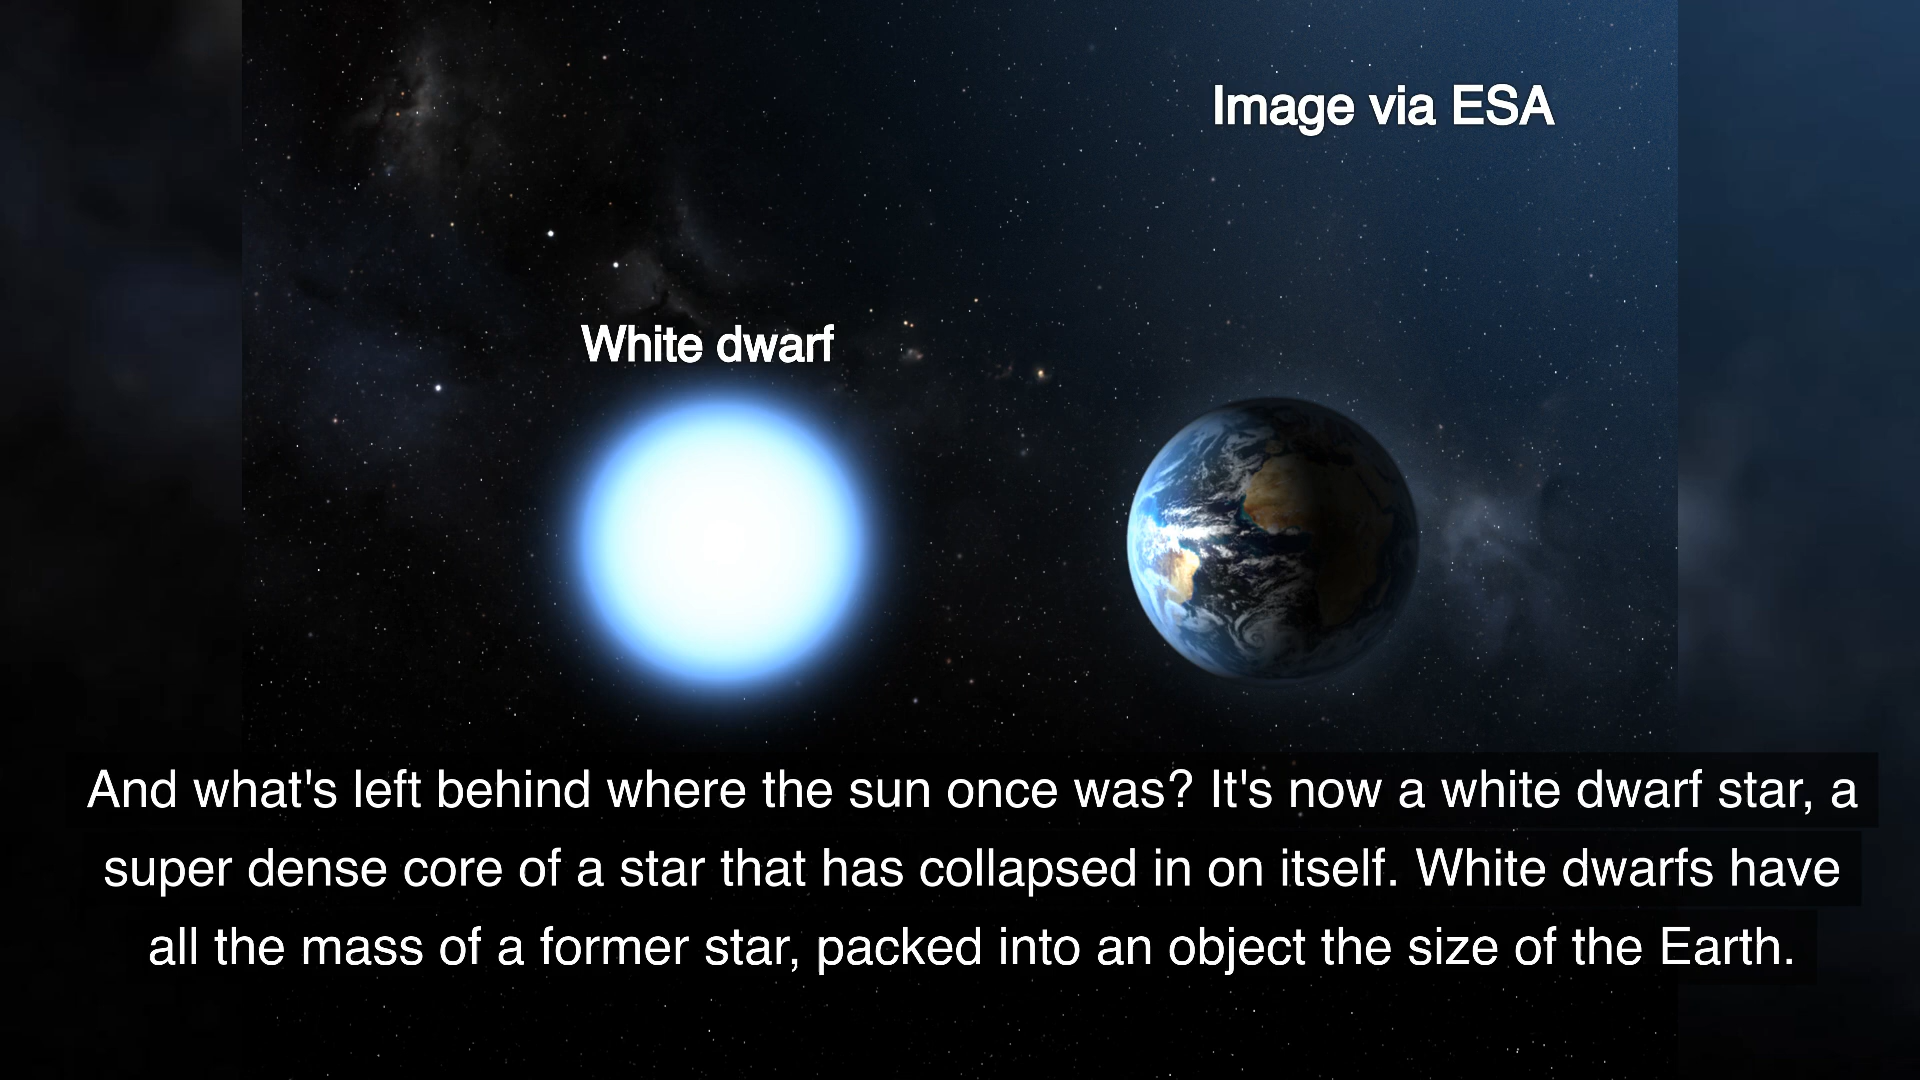 Image via ESA
White dwarf
And what's left behind where the sun once was? It's now a white dwarf star, a
super dense core of a star that has collapsed in on itself. White dwarfs have
all the mass of a former star, packed into an object the size of the Earth.